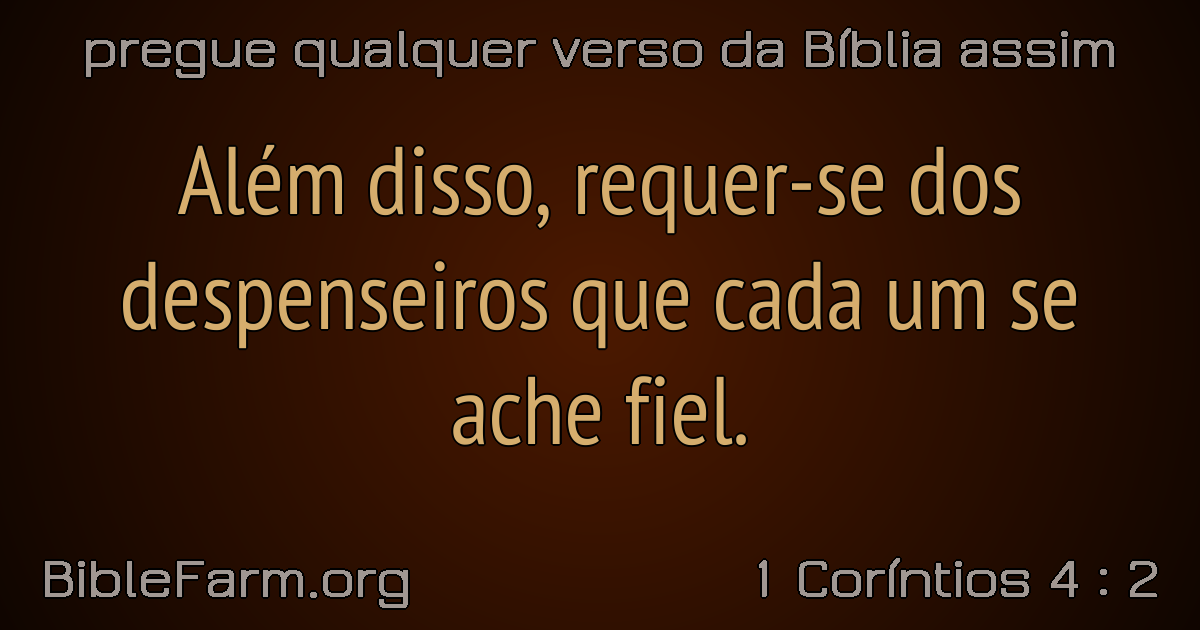 pregue qualquer verso da Bíblia assim
Além disso, requer-se dos
despenseiros que cada um se
ache fiel.
BibleFarm.org
1 Coríntios 4 : 2